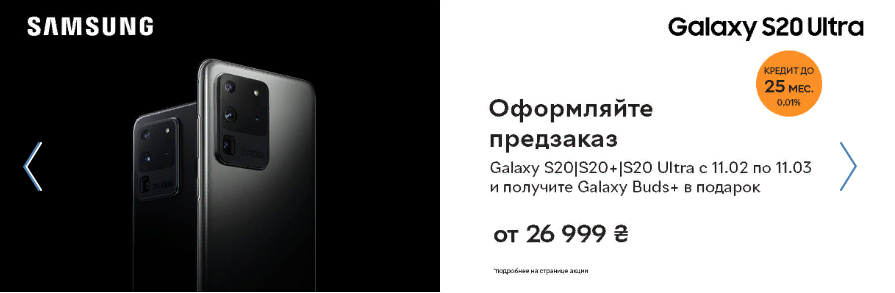 SAMSUNG
Galaxy S20 Ultra
КРЕДИТ ДО
25 МЕС.
0,01%
Оформляйте
предзаказ
Galaxy S20|S20+|S20 Ultra с 11.02 по 11.03
и получите Galaxy Buds+ в подарок
от 26 999 ₴
*подробнее на странице акции